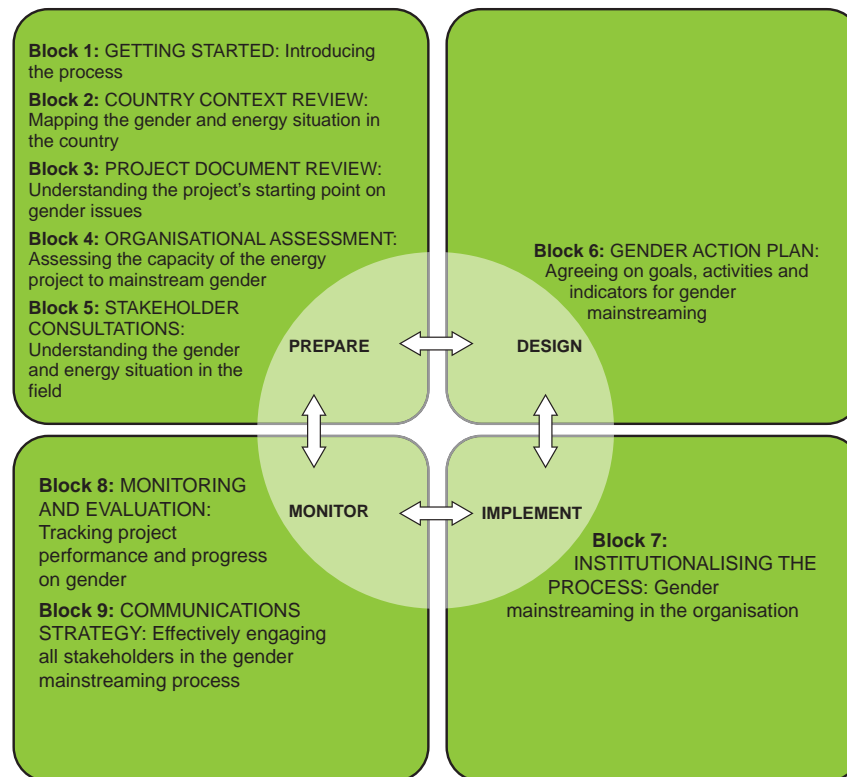 Block 1: GETTING STARTED: Introducing
the process
Block 2: COUNTRY CONTEXT REVIEW:
Mapping the gender and energy situation in
the country
Block 3: PROJECT DOCUMENT REVIEW:
Understanding the project’s starting point on
gender issues
Block 4: ORGANISATIONAL ASSESSMENT:
Assessing the capacity of the energy
project to mainstream gender
Block 5: STAKEHOLDER
CONSULTATIONS:
Understanding the gender
and energy situation in the
field
PREPARE
Block 6: GENDER ACTION PLAN:
Agreeing on goals, activities and
indicators for gender
mainstreaming
DESIGN
Block 8: MONITORING
AND EVALUATION:
Tracking project
performance and progress
on gender
MONITOR
Block 9: COMMUNICATIONS
STRATEGY: Effectively engaging
all stakeholders in the gender
mainstreaming process
IMPLEMENT
Block 7:
INSTITUTIONALISING THE
PROCESS: Gender
mainstreaming in the organisation